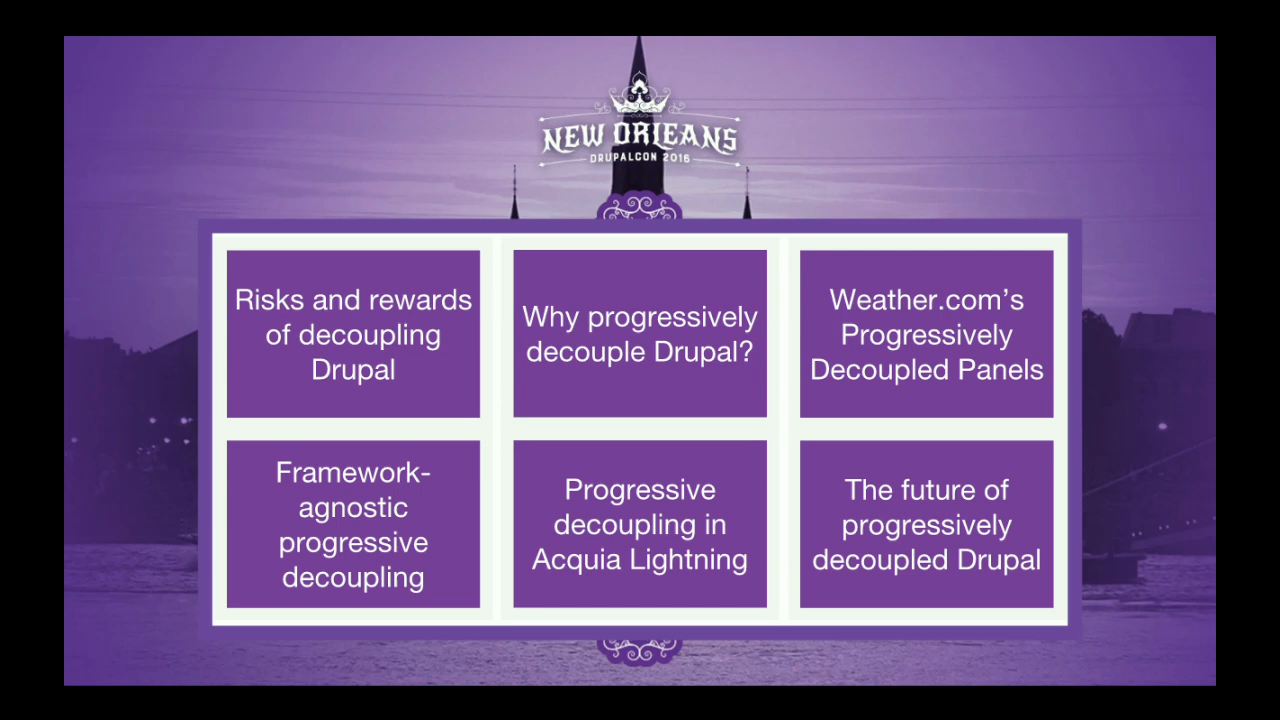 NEW ORLEANS
DRUPALCON 2016
Risks and rewards
of decoupling
Drupal
Why progressively
decouple Drupal?
Weather.com’s
Progressively
Decoupled Panels
Framework-
agnostic
progressive
decoupling
Progressive
decoupling in
Acquia Lightning
The future of
progressively
decoupled Drupal